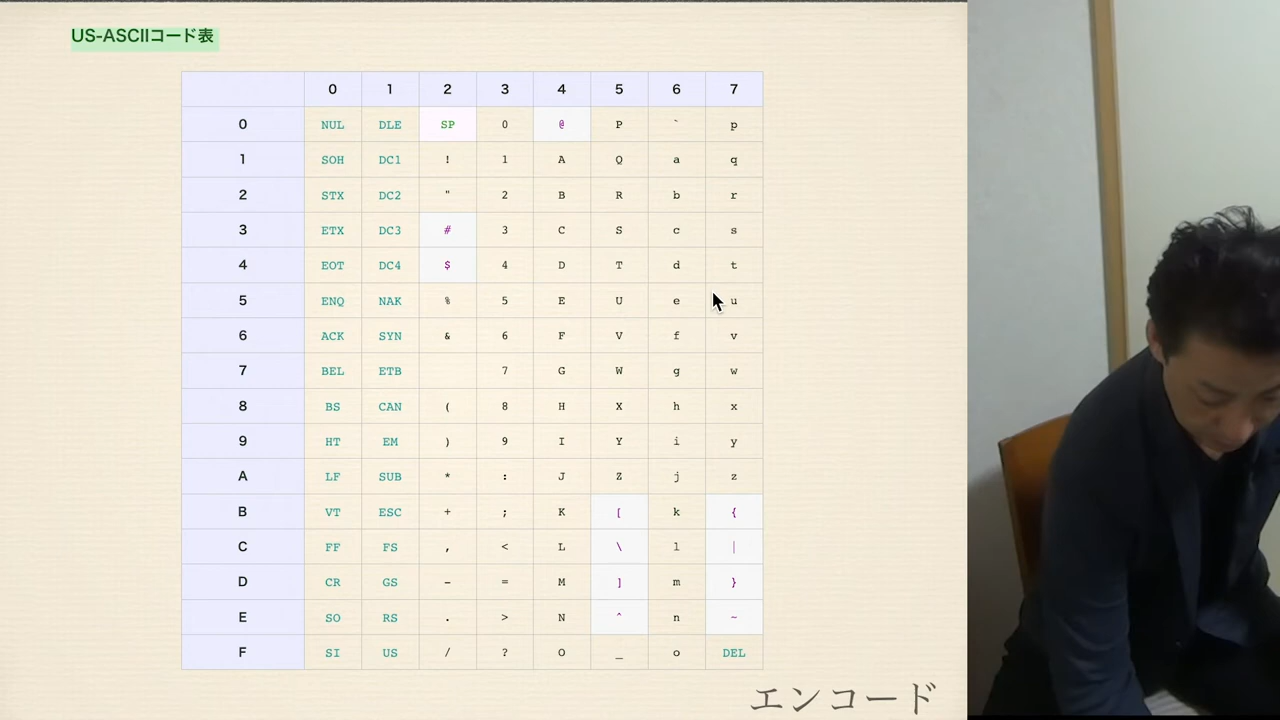 US-ASCIIコード表
0 1 2 3 4 5 6 7
0 NUL DLE SP 0 @ P ` p
1 SOH DC1 ! 1 A Q a q
2 STX DC2 " 2 B R b r
3 ETX DC3 # 3 C S c s
4 EOT DC4 $ 4 D T d t
5 ENQ NAK % 5 E U e u
6 ACK SYN & 6 F V f v
7 BEL ETB 7 G W g w
8 BS CAN ( 8 H X h x
9 HT EM ) 9 I Y i y
A LF SUB * : J Z j z
B VT ESC + ; K [ k {
C FF FS , < L \ l |
D CR GS - = M ] m }
E SO RS . > N ^ n ~
F SI US / ? O _ o DEL
エンコード